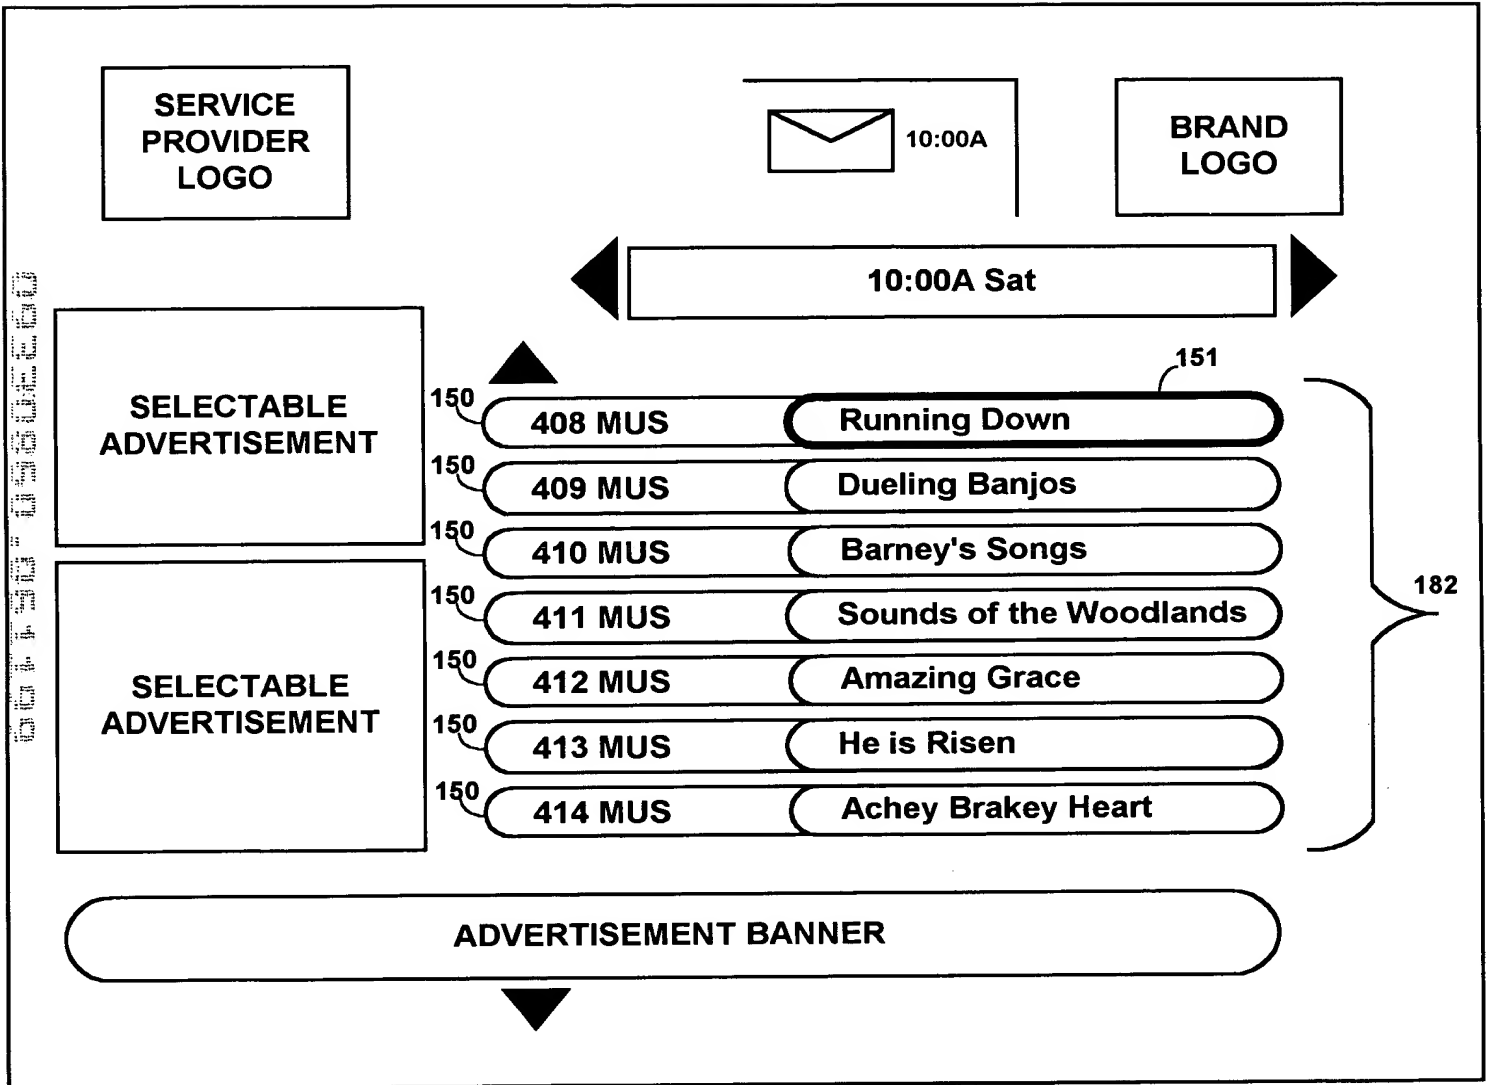 SERVICE
PROVIDER
LOGO
10:00A
BRAND
LOGO
10:00A Sat
SELECTABLE
ADVERTISEMENT
SELECTABLE
ADVERTISEMENT
151
150 408 MUS Running Down
150 409 MUS Dueling Banjos
150 410 MUS Barney's Songs
150 411 MUS Sounds of the Woodlands
150 412 MUS Amazing Grace
150 413 MUS He is Risen
150 414 MUS Achey Brakey Heart
182
ADVERTISEMENT BANNER